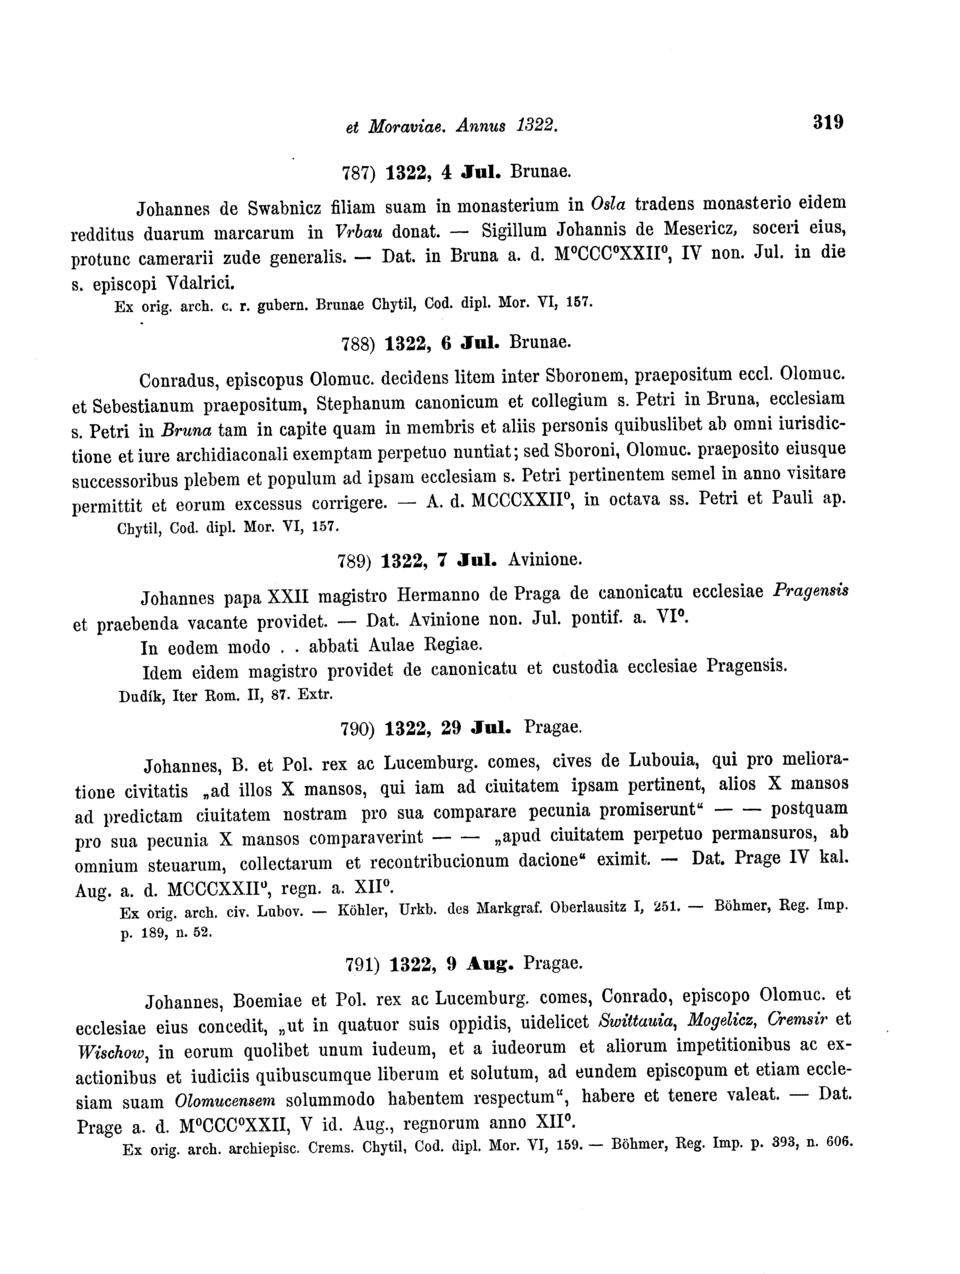 et Moraviae. Annus 1322. 319
787) 1322, 4 Jul. Brunae.
Johannes de Swabnicz filiam suam in monasterium in Osla tradens monasterio eidem
redditus duarum marcarum in Vrbau donat. — Sigillum Johannis de Mesericz, soceri eius,
protunc camerarii zude generalis. — Dat. in Bruna a. d. M⁰CCC⁰XXII⁰, IV non. Jul. in die
s. episcopi Vdalrici.
Ex orig. arch. c. r. gubern. Brunae Chytil, Cod. dipl. Mor. VI, 157.
788) 1322, 6 Jul. Brunae.
Conradus, episcopus Olomuc. decidens litem inter Sboronem, praepositum eccl. Olomuc.
et Sebestianum praepositum, Stephanum canonicum et collegium s. Petri in Bruna, ecclesiam
s. Petri in Bruna tam in capite quam in membris et aliis personis quibuslibet ab omni iurisdic-
tione et iure archidiaconali exemptam perpetuo nuntiat; sed Sboroni, Olomuc. praeposito eiusque
successoribus plebem et populum ad ipsam ecclesiam s. Petri pertinentem semel in anno visitare
permittit et eorum excessus corrigere. — A. d. MCCCXXII⁰, in octava ss. Petri et Pauli ap.
Chytil, Cod. dipl. Mor. VI, 157.
789) 1322, 7 Jul. Avinione.
Johannes papa XXII magistro Hermanno de Praga de canonicatu ecclesiae Pragensis
et praebenda vacante providet. — Dat. Avinione non. Jul. pontif. a. VI⁰.
In eodem modo . . abbati Aulae Regiae.
Idem eidem magistro providet de canonicatu et custodia ecclesiae Pragensis.
Dudík, Iter Rom. II, 87. Extr.
790) 1322, 29 Jul. Pragae.
Johannes, B. et Pol. rex ac Lucemburg. comes, cives de Lubouia, qui pro meliora-
tione civitatis „ad illos X mansos, qui iam ad ciuitatem ipsam pertinent, alios X mansos
ad predictam ciuitatem nostram pro sua comparare pecunia promiserunt“ — — postquam
pro sua pecunia X mansos comparaverint — — „apud ciuitatem perpetuo permansuros, ab
omnium steuarum, collectarum et recontribucionum dacione“ eximit. — Dat. Prage IV kal.
Aug. a. d. MCCCXXII⁰, regn. a. XII⁰.
Ex orig. arch. civ. Lubov. — Köhler, Urkb. des Markgraf. Oberlausitz I, 251. — Böhmer, Reg. Imp.
p. 189, n. 52.
791) 1322, 9 Aug. Pragae.
Johannes, Boemiae et Pol. rex ac Lucemburg. comes, Conrado, episcopo Olomuc. et
ecclesiae eius concedit, „ut in quatuor suis oppidis, uidelicet Swittauia, Mogelicz, Cremsir et
Wischow, in eorum quolibet unum iudeum, et a iudeorum et aliorum impetitionibus ac ex-
actionibus et iudiciis quibuscumque liberum et solutum, ad eundem episcopum et etiam eccle-
siam suam Olomucensem solummodo habentem respectum“, habere et tenere valeat. — Dat.
Prage a. d. M⁰CCC⁰XXII, V id. Aug., regnorum anno XII⁰.
Ex orig. arch. archiepisc. Crems. Chytil, Cod. dipl. Mor. VI, 159. — Böhmer, Reg. Imp. p. 393, n. 606.